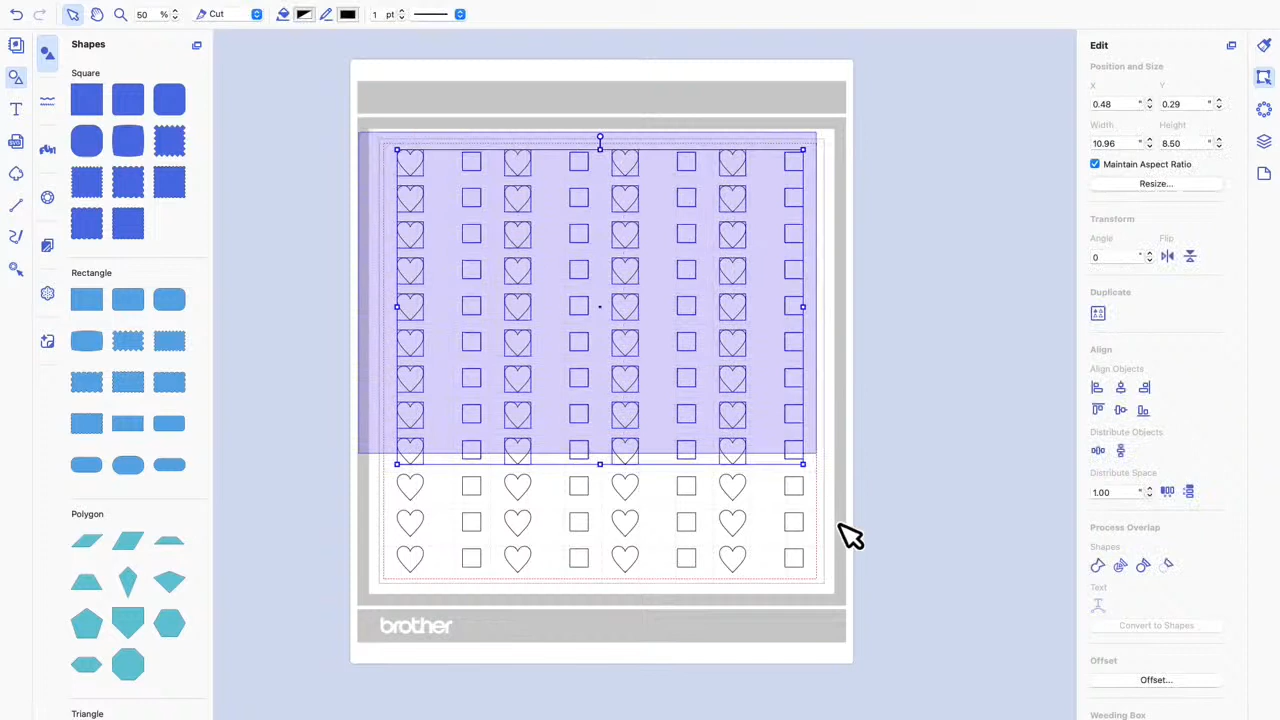 50 %
Cut
1 pt
Shapes
Square
Rectangle
Polygon
Triangle
brother
Edit
Position and Size
X Y
0.48 " 0.29 "
Width Height
10.96 " 8.50 "
Maintain Aspect Ratio
Resize...
Transform
Angle Flip
0 °
Duplicate
Align
Align Objects
Distribute Objects
Distribute Space
1.00 "
Process Overlap
Shapes
Text
Convert to Shapes
Offset
Offset...
Weeding Box